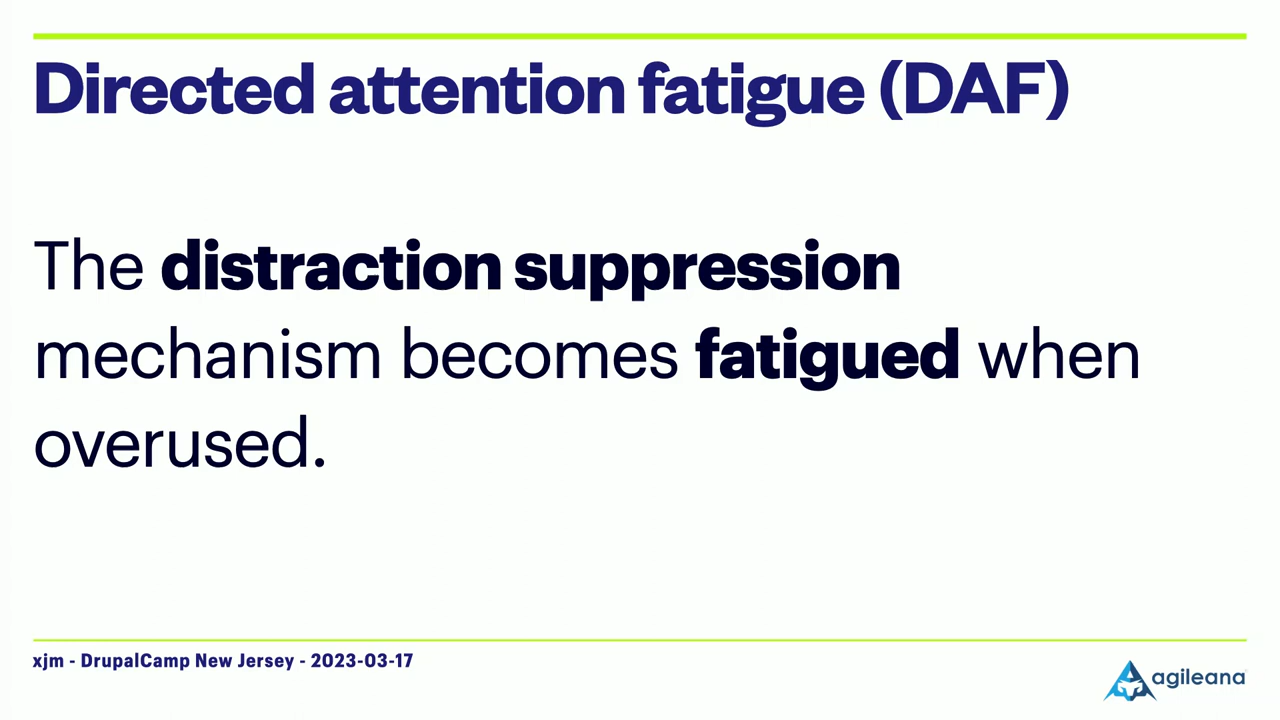 Directed attention fatigue (DAF)
The distraction suppression
mechanism becomes fatigued when
overused.
xjm - DrupalCamp New Jersey - 2023-03-17
agileana